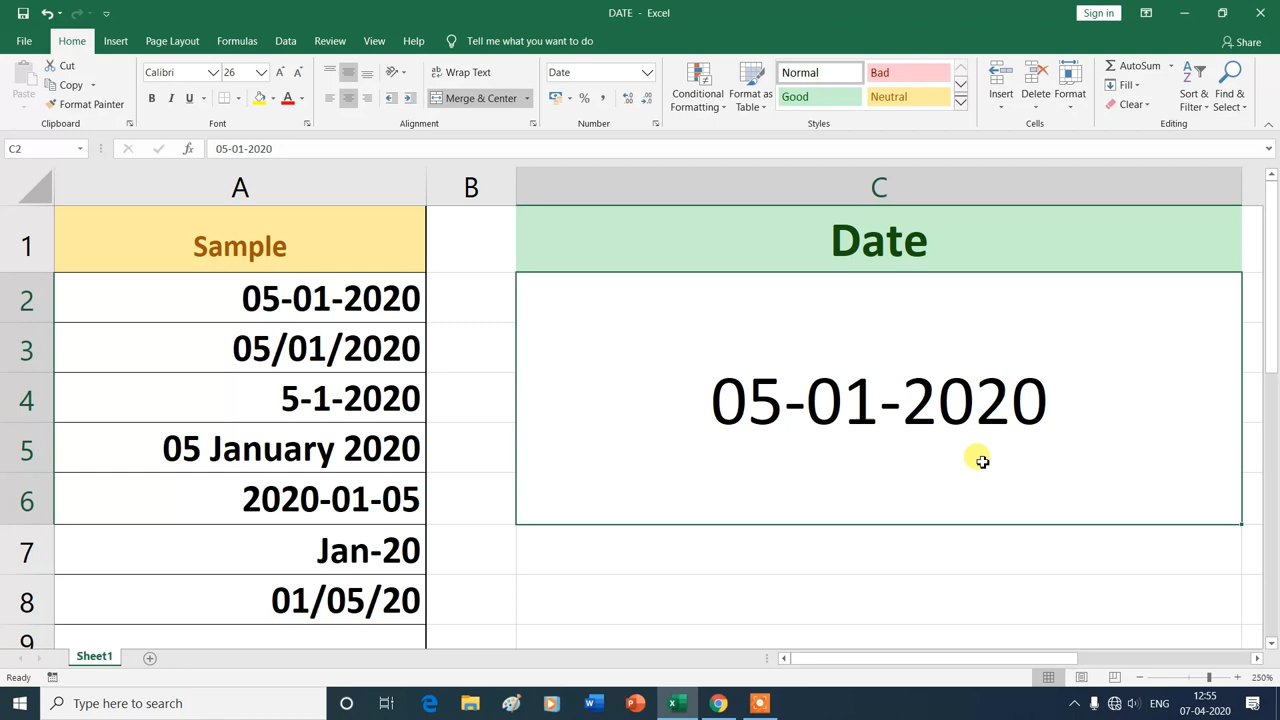 DATE - Excel
Sign in
File Home Insert Page Layout Formulas Data Review View Help Tell me what you want to do Share
Paste
Cut
Copy
Format Painter
Clipboard
Calibri 26
B I U
Font
Wrap Text
Merge & Center
Alignment
Date
Number
Conditional Formatting
Format as Table
Normal Bad
Good Neutral
Styles
Insert Delete Format
Cells
AutoSum
Fill
Clear
Sort & Filter
Find & Select
Editing
C2 fx 05-01-2020
A B C
1 Sample Date
2 05-01-2020
3 05/01/2020
4 5-1-2020 05-01-2020
5 05 January 2020
6 2020-01-05
7 Jan-20
8 01/05/20
9
Sheet1
Ready 250%
Type here to search
ENG
12:55
07-04-2020